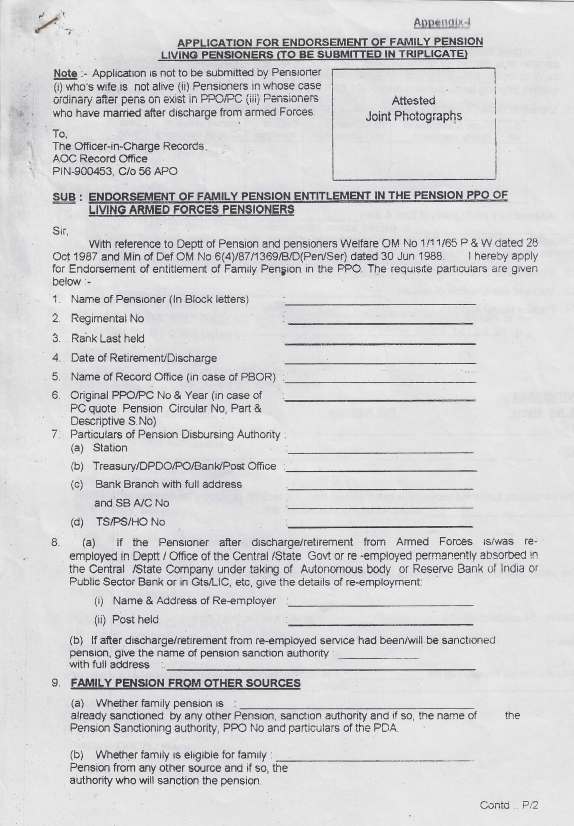 Appendix-I
APPLICATION FOR ENDORSEMENT OF FAMILY PENSION
LIVING PENSIONERS (TO BE SUBMITTED IN TRIPLICATE)
Note :- Application is not to be submitted by Pensioner
(i) who's wife is not alive (ii) Pensioners in whose case
ordinary after pens on exist in PPO/PC (iii) Pensioners
who have married after discharge from armed Forces.
Attested
Joint Photographs
To,
The Officer-in-Charge Records.
AOC Record Office
PIN-900453, C/o 56 APO
SUB : ENDORSEMENT OF FAMILY PENSION ENTITLEMENT IN THE PENSION PPO OF
LIVING ARMED FORCES PENSIONERS
Sir,
With reference to Deptt of Pension and pensioners Welfare OM No 1/11/65 P & W dated 28
Oct 1987 and Min of Def OM No 6(4)/87/1369/B/D(Pen/Ser) dated 30 Jun 1988. I hereby apply
for Endorsement of entitlement of Family Pension in the PPO. The requisite particulars are given
below :-
1. Name of Pensioner (In Block letters) :
2. Regimental No :
3. Rank Last held :
4. Date of Retirement/Discharge :
5. Name of Record Office (in case of PBOR) :
6. Original PPO/PC No & Year (in case of :
PC quote Pension Circular No, Part &
Descriptive S.No)
7. Particulars of Pension Disbursing Authority :
(a) Station :
(b) Treasury/DPDO/PO/Bank/Post Office :
(c) Bank Branch with full address :
and SB A/C No :
(d) TS/PS/HO No :
8. (a) If the Pensioner after discharge/retirement from Armed Forces is/was re-
employed in Deptt / Office of the Central /State Govt or re -employed permanently absorbed in
the Central /State Company under taking of Autonomous body or Reserve Bank of India or
Public Sector Bank or in Gts/LIC, etc, give the details of re-employment:
(i) Name & Address of Re-employer :
(ii) Post held :
(b) If after discharge/retirement from re-employed service had been/will be sanctioned
pension, give the name of pension sanction authority
with full address :
9. FAMILY PENSION FROM OTHER SOURCES
(a) Whether family pension is :
already sanctioned by any other Pension, sanction authority and if so, the name of the
Pension Sanctioning authority, PPO No and particulars of the PDA.
(b) Whether family is eligible for family :
Pension from any other source and if so, the
authority who will sanction the pension.
Contd .. P/2